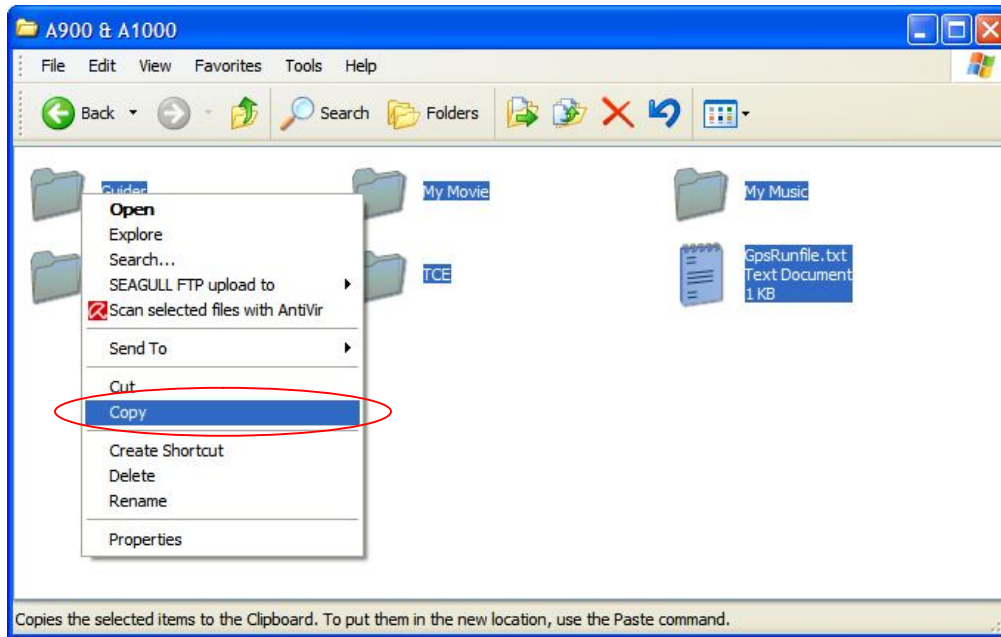 A900 & A1000
File Edit View Favorites Tools Help
Back Search Folders
Guider My Movie My Music
Open
Explore
Search...
SEAGULL FTP upload to
Scan selected files with AntiVir
Send To
Cut
Copy
Create Shortcut
Delete
Rename
Properties
TCE
GpsRunfile.txt
Text Document
1 KB
Copies the selected items to the Clipboard. To put them in the new location, use the Paste command.